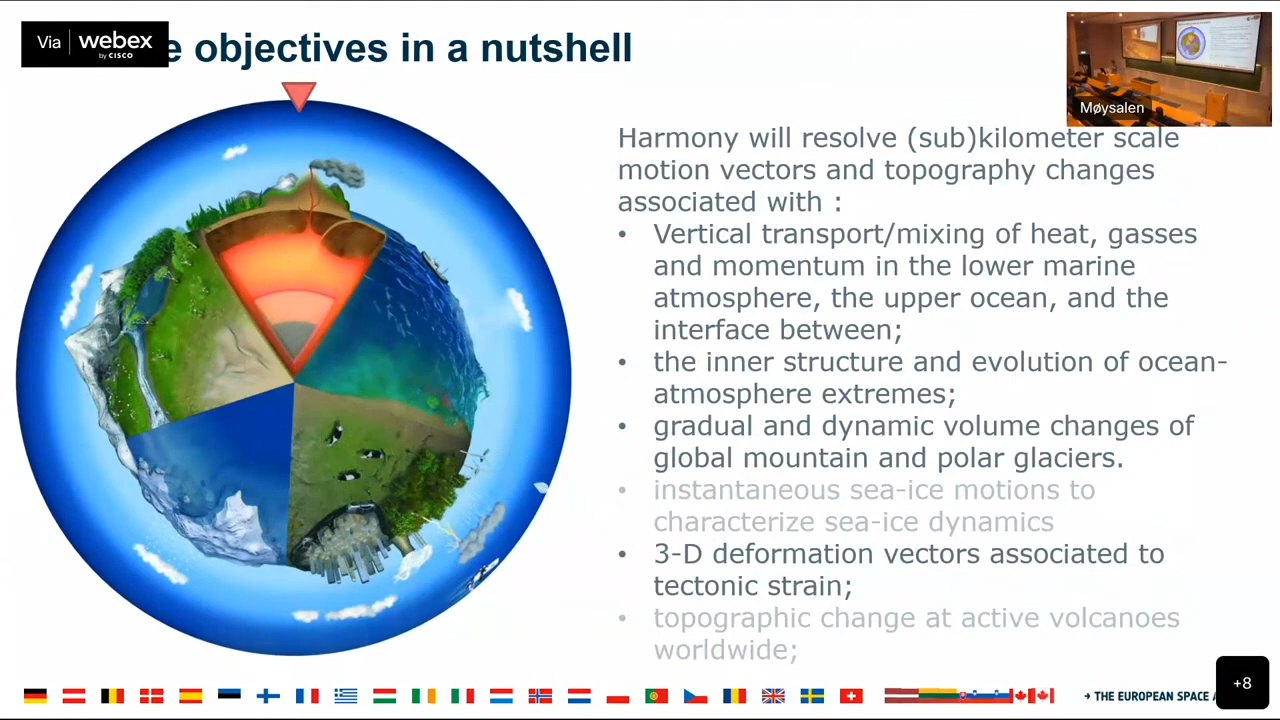 Via webex
by CISCO
e objectives in a nutshell
Møysalen
Harmony will resolve (sub)kilometer scale
motion vectors and topography changes
associated with :
• Vertical transport/mixing of heat, gasses
and momentum in the lower marine
atmosphere, the upper ocean, and the
interface between;
• the inner structure and evolution of ocean-
atmosphere extremes;
• gradual and dynamic volume changes of
global mountain and polar glaciers.
• instantaneous sea-ice motions to
characterize sea-ice dynamics
• 3-D deformation vectors associated to
tectonic strain;
• topographic change at active volcanoes
worldwide;
→ THE EUROPEAN SPACE A
+8